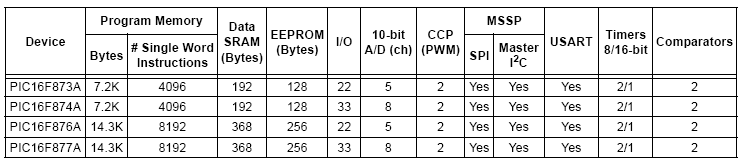 Device Program Memory Data SRAM (Bytes) EEPROM (Bytes) I/O 10-bit A/D (ch) CCP (PWM) MSSP USART Timers 8/16-bit Comparators
Bytes # Single Word Instructions SPI Master I²C
PIC16F873A 7.2K 4096 192 128 22 5 2 Yes Yes Yes 2/1 2
PIC16F874A 7.2K 4096 192 128 33 8 2 Yes Yes Yes 2/1 2
PIC16F876A 14.3K 8192 368 256 22 5 2 Yes Yes Yes 2/1 2
PIC16F877A 14.3K 8192 368 256 33 8 2 Yes Yes Yes 2/1 2